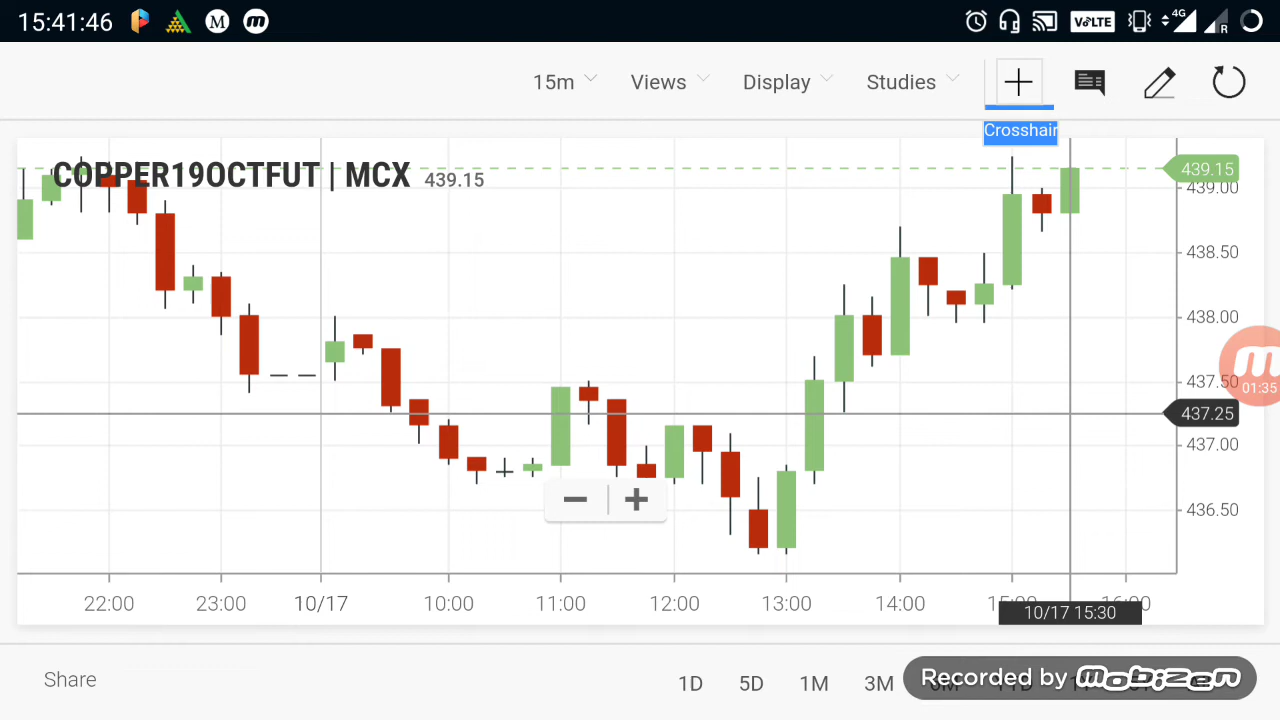 15:41:46 M 4G VoLTE R
15m Views Display Studies
Crosshair
COPPER19OCTFUT | MCX 439.15
439.15
439.00
438.50
438.00
437.50
01:35
437.25
437.00
436.50
22:00 23:00 10/17 10:00 11:00 12:00 13:00 14:00
10/17 15:30
Share 1D 5D 1M 3M
Recorded by mobizen